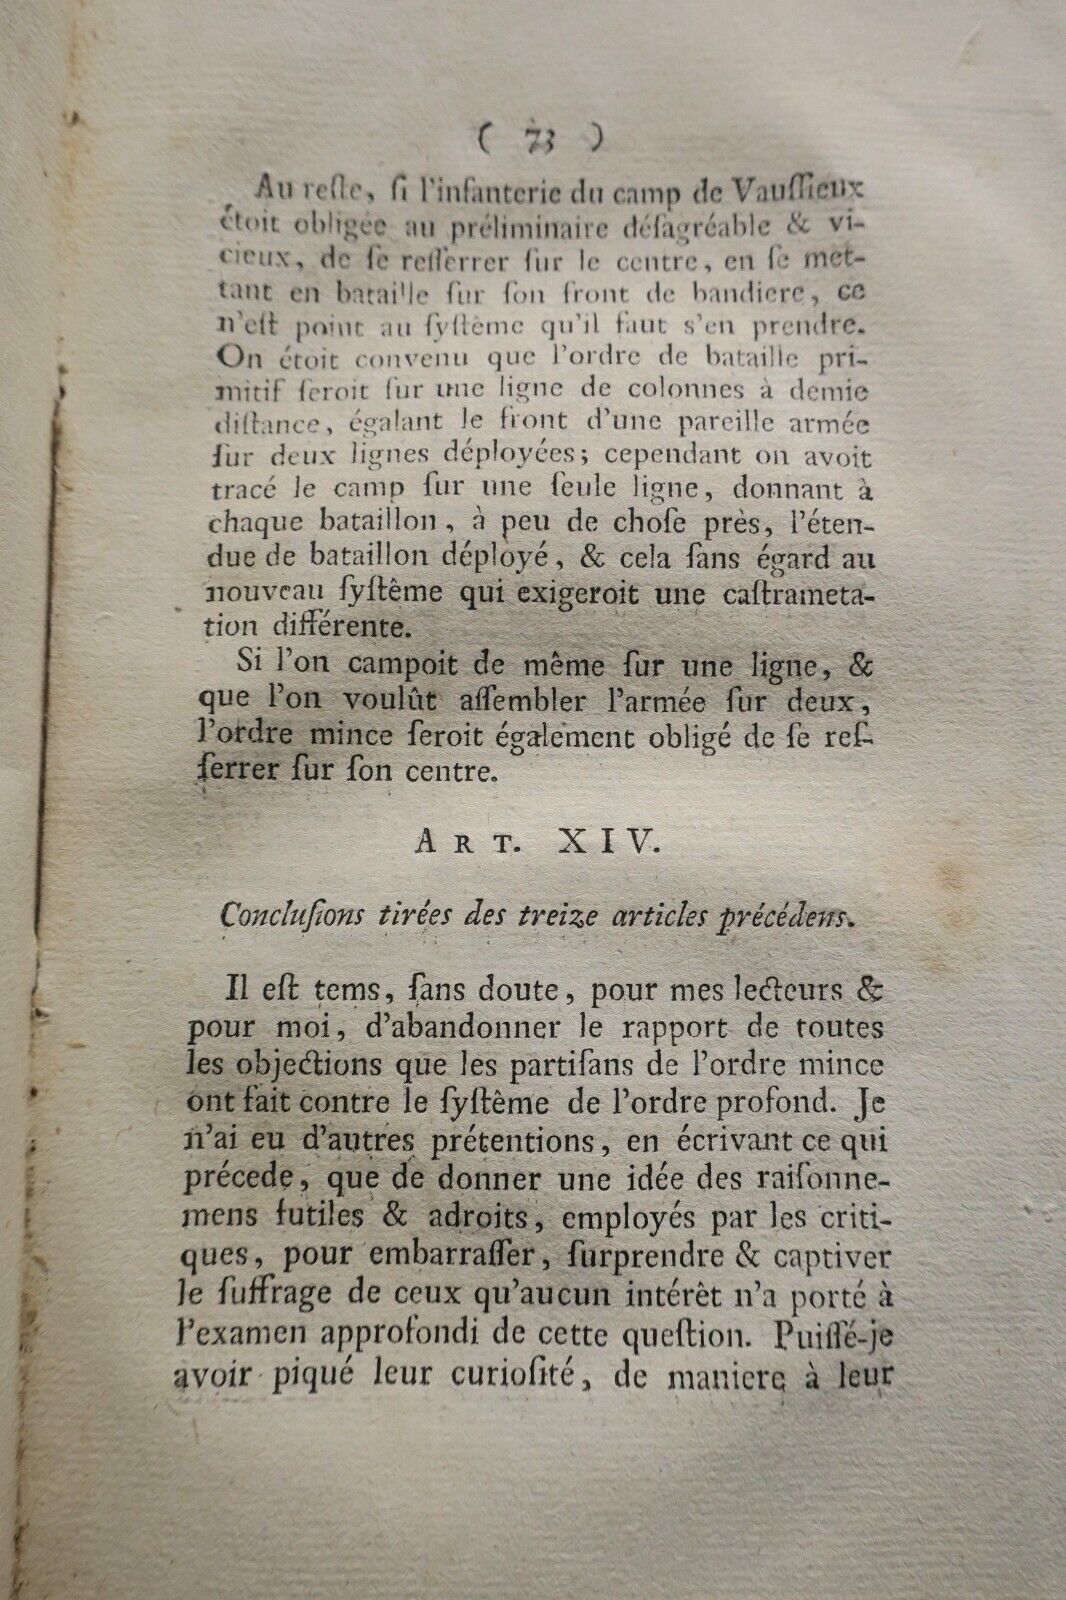 ( 73 )
Au reſte, ſi l'infanterie du camp de Vauſſieux
étoit obligée au préliminaire déſagréable & vi-
cieux, de ſe reſſerrer ſur le centre, en ſe met-
tant en bataille ſur ſon front de bandiere, ce
n'eſt point au ſyſtême qu'il faut s'en prendre.
On étoit convenu que l'ordre de bataille pri-
mitif ſeroit ſur une ligne de colonnes à demie
diſtance, égalant le front d'une pareille armée
ſur deux lignes déployées; cependant on avoit
tracé le camp ſur une ſeule ligne, donnant à
chaque bataillon, à peu de choſe près, l'éten-
due de bataillon déployé, & cela ſans égard au
nouveau ſyſtême qui exigeroit une caſtrameta-
tion différente.
Si l'on campoit de même ſur une ligne, &
que l'on voulût aſſembler l'armée ſur deux,
l'ordre mince ſeroit également obligé de ſe reſ-
ſerrer ſur ſon centre.
ART. XIV.
Concluſions tirées des treize articles précédens.
Il eſt tems, ſans doute, pour mes lecteurs &
pour moi, d'abandonner le rapport de toutes
les objections que les partiſans de l'ordre mince
ont fait contre le ſyſtême de l'ordre profond. Je
n'ai eu d'autres prétentions, en écrivant ce qui
précede, que de donner une idée des raiſonne-
mens futiles & adroits, employés par les criti-
ques, pour embarraſſer, ſurprendre & captiver
le ſuffrage de ceux qu'aucun intérêt n'a porté à
l'examen approfondi de cette queſtion. Puiſſé-je
avoir piqué leur curioſité, de maniere à leur